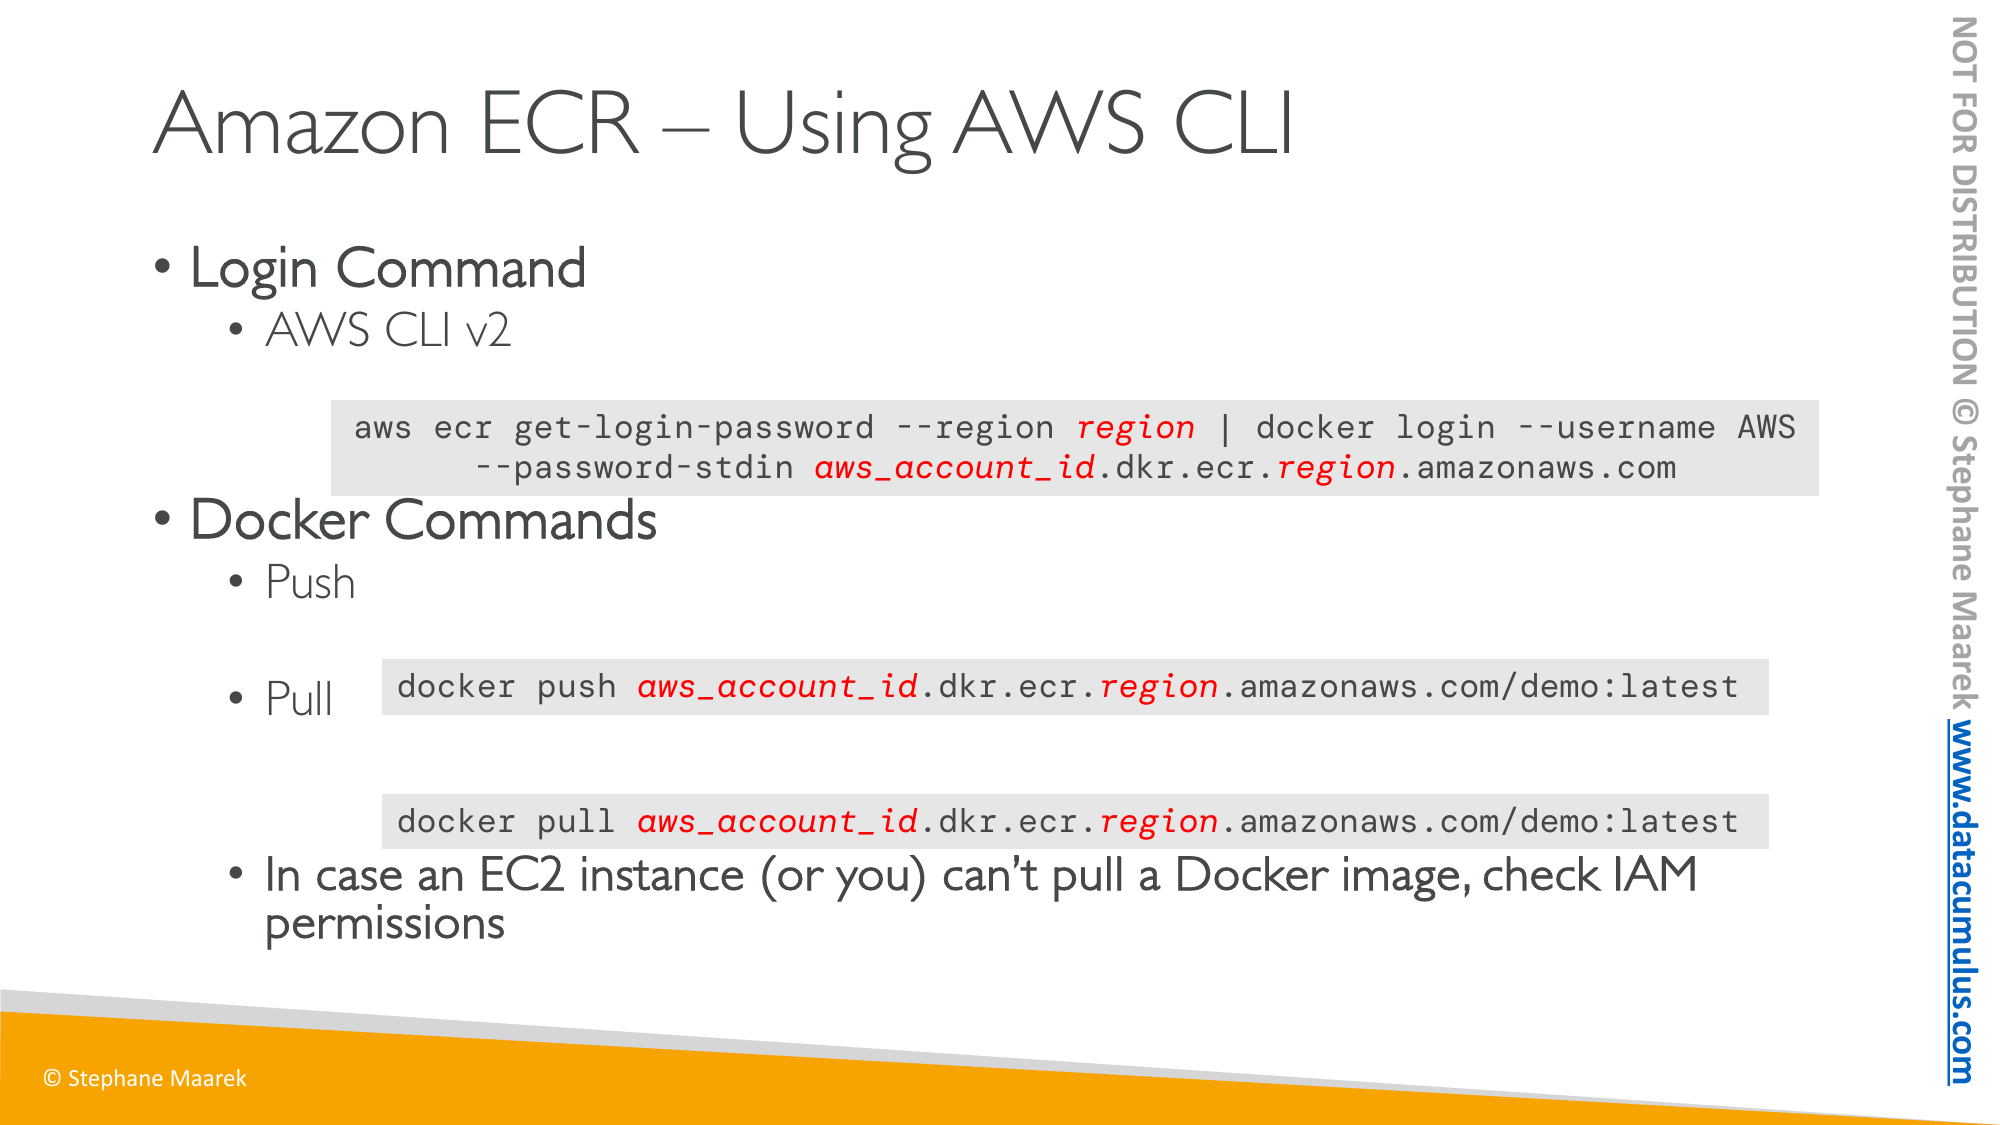 Amazon ECR – Using AWS CLI
• Login Command
• AWS CLI v2
aws ecr get-login-password --region region | docker login --username AWS
--password-stdin aws_account_id.dkr.ecr.region.amazonaws.com
• Docker Commands
• Push
docker push aws_account_id.dkr.ecr.region.amazonaws.com/demo:latest
• Pull
docker pull aws_account_id.dkr.ecr.region.amazonaws.com/demo:latest
• In case an EC2 instance (or you) can’t pull a Docker image, check IAM
permissions
© Stephane Maarek
NOT FOR DISTRIBUTION © Stephane Maarek www.datacumulus.com